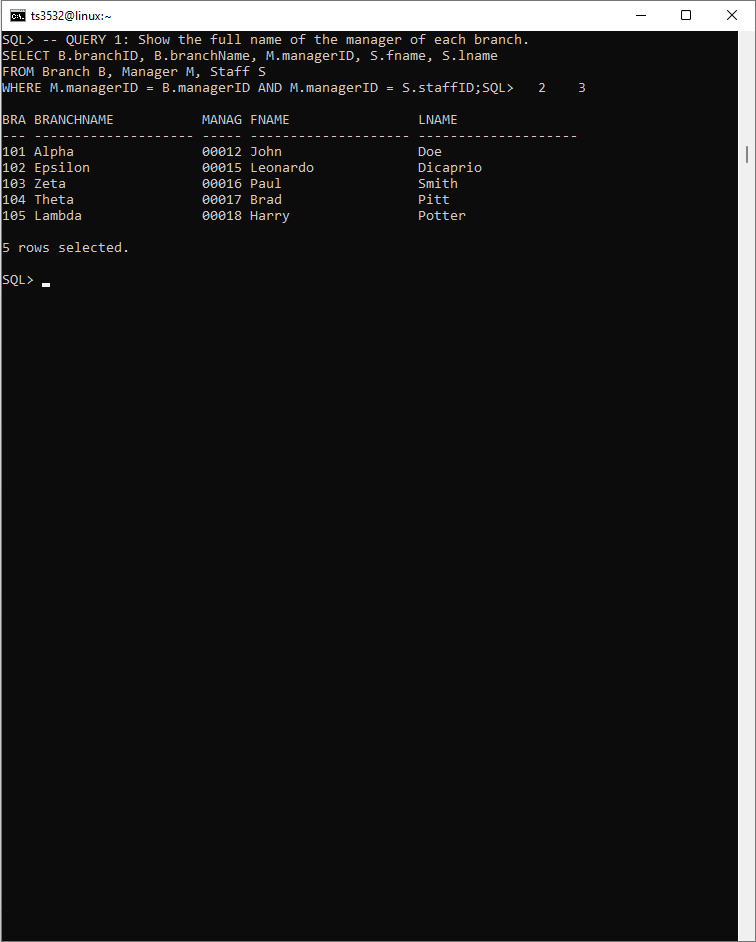 ts3532@linux:~
SQL> -- QUERY 1: Show the full name of the manager of each branch.
SELECT B.branchID, B.branchName, M.managerID, S.fname, S.lname
FROM Branch B, Manager M, Staff S
WHERE M.managerID = B.managerID AND M.managerID = S.staffID;SQL>   2    3

BRA BRANCHNAME           MANAG FNAME                LNAME
--- -------------------- ----- -------------------- --------------------
101 Alpha                00012 John                 Doe
102 Epsilon              00015 Leonardo             Dicaprio
103 Zeta                 00016 Paul                 Smith
104 Theta                00017 Brad                 Pitt
105 Lambda               00018 Harry                Potter

5 rows selected.

SQL>